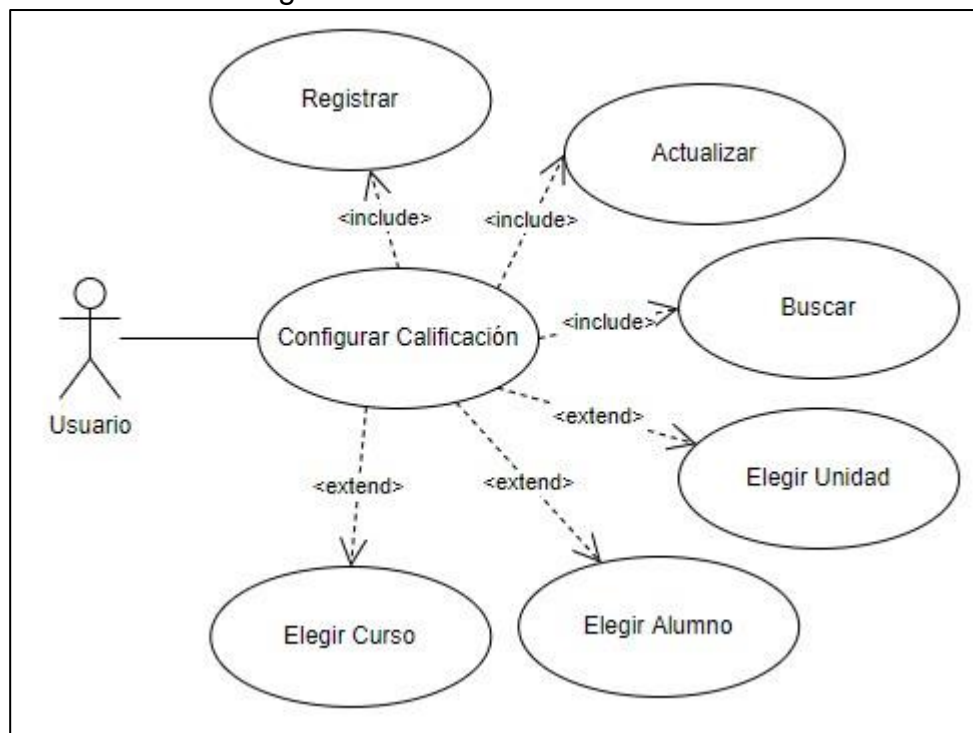 Registrar
Actualizar
<include>
<include>
Buscar
<include>
Configurar Calificación
Usuario
<extend>
Elegir Unidad
<extend>
<extend>
Elegir Curso
Elegir Alumno